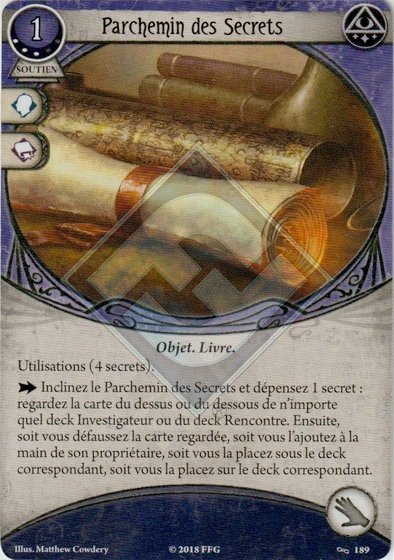 1
Parchemin des Secrets
SOUTIEN
Objet. Livre.
Utilisations (4 secrets).
Inclinez le Parchemin des Secrets et dépensez 1 secret :
regardez la carte du dessus ou du dessous de n'importe
quel deck Investigateur ou du deck Rencontre. Ensuite,
soit vous défaussez la carte regardée, soit vous l'ajoutez à la
main de son propriétaire, soit vous la placez sous le deck
correspondant, soit vous la placez sur le deck correspondant.
Illus. Matthew Cowdery
© 2018 FFG
189